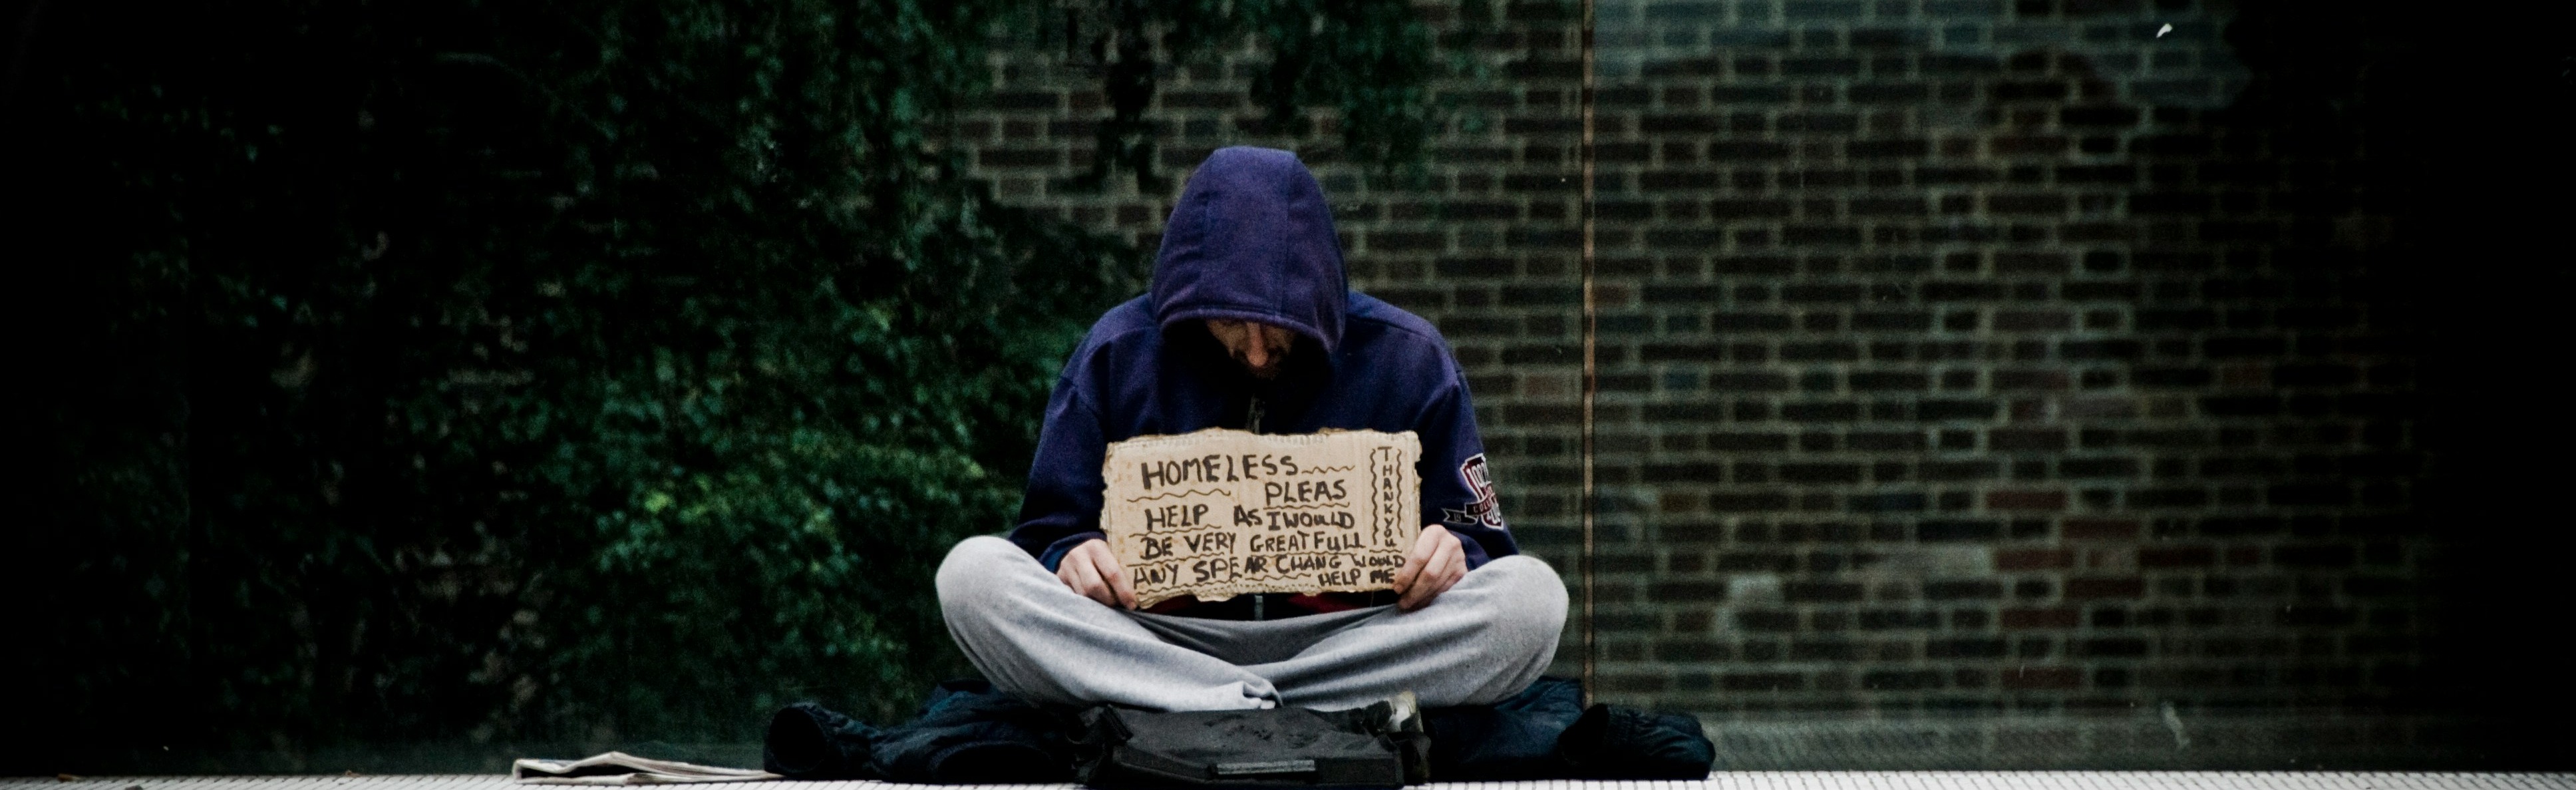 HOMELESS
PLEAS
HELP AS I WOULD
BE VERY GREATFULL
ANY SPEAR CHANG WOULD
HELP ME
THANK YOU